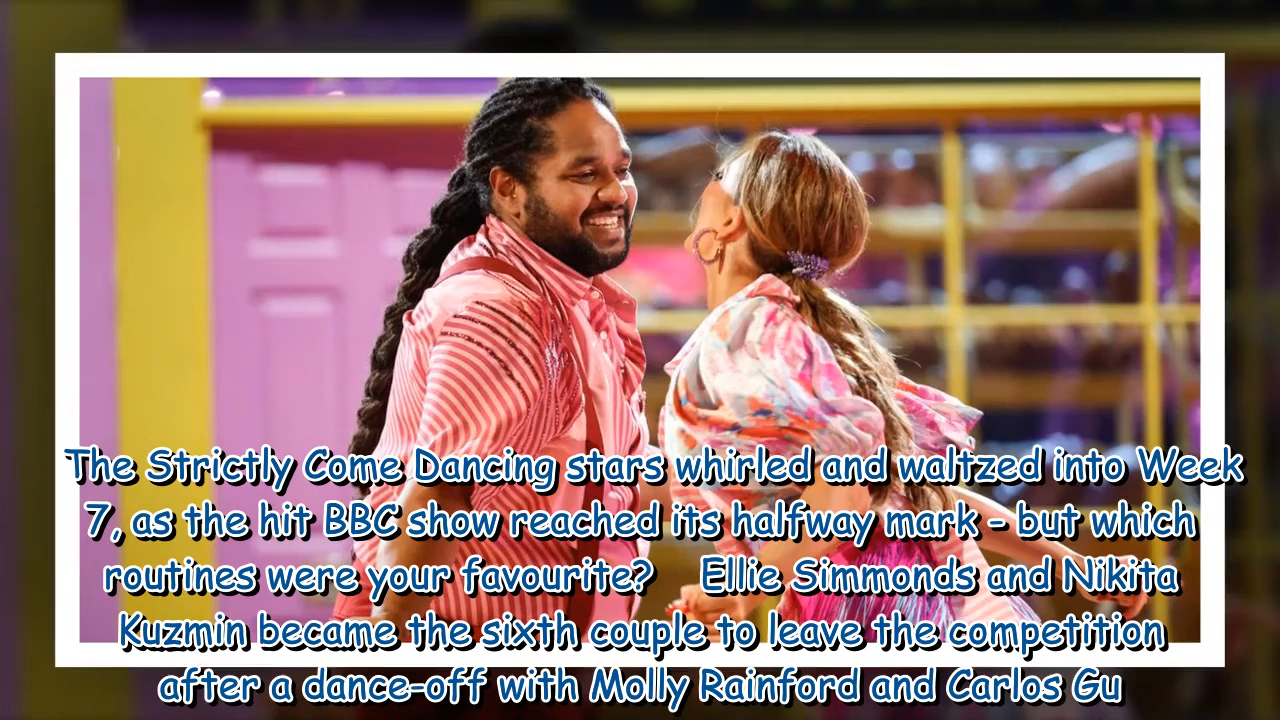 The Strictly Come Dancing stars whirled and waltzed into Week
7, as the hit BBC show reached its halfway mark - but which
routines were your favourite? Ellie Simmonds and Nikita
Kuzmin became the sixth couple to leave the competition
after a dance-off with Molly Rainford and Carlos Gu